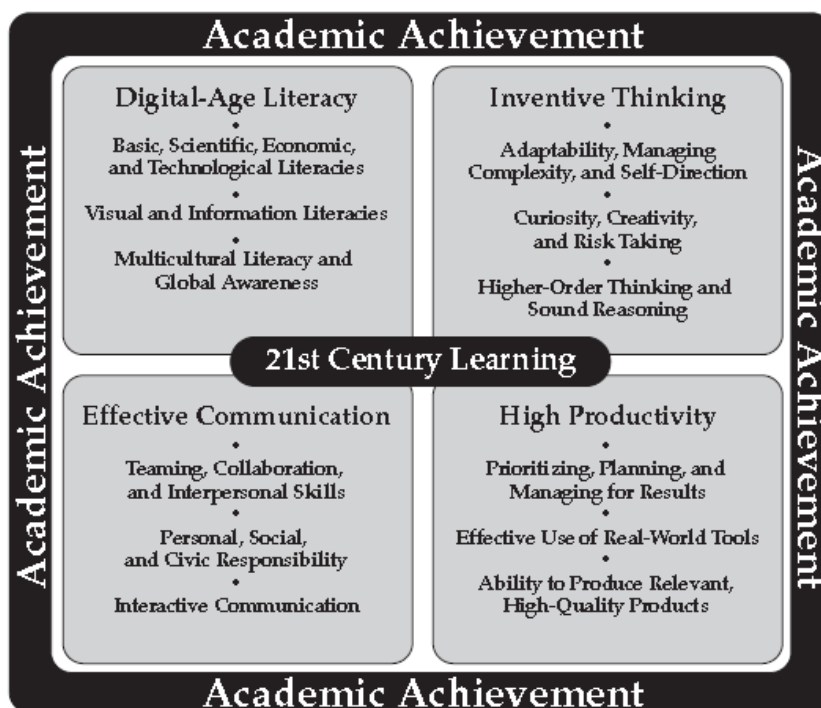 Academic Achievement
Academic Achievement
Digital-Age Literacy
•
Basic, Scientific, Economic,
and Technological Literacies
•
Visual and Information Literacies
•
Multicultural Literacy and
Global Awareness
Inventive Thinking
•
Adaptability, Managing
Complexity, and Self-Direction
•
Curiosity, Creativity,
and Risk Taking
•
Higher-Order Thinking and
Sound Reasoning
Academic Achievement
21st Century Learning
Effective Communication
•
Teaming, Collaboration,
and Interpersonal Skills
•
Personal, Social,
and Civic Responsibility
•
Interactive Communication
High Productivity
•
Prioritizing, Planning, and
Managing for Results
•
Effective Use of Real-World Tools
•
Ability to Produce Relevant,
High-Quality Products
Academic Achievement